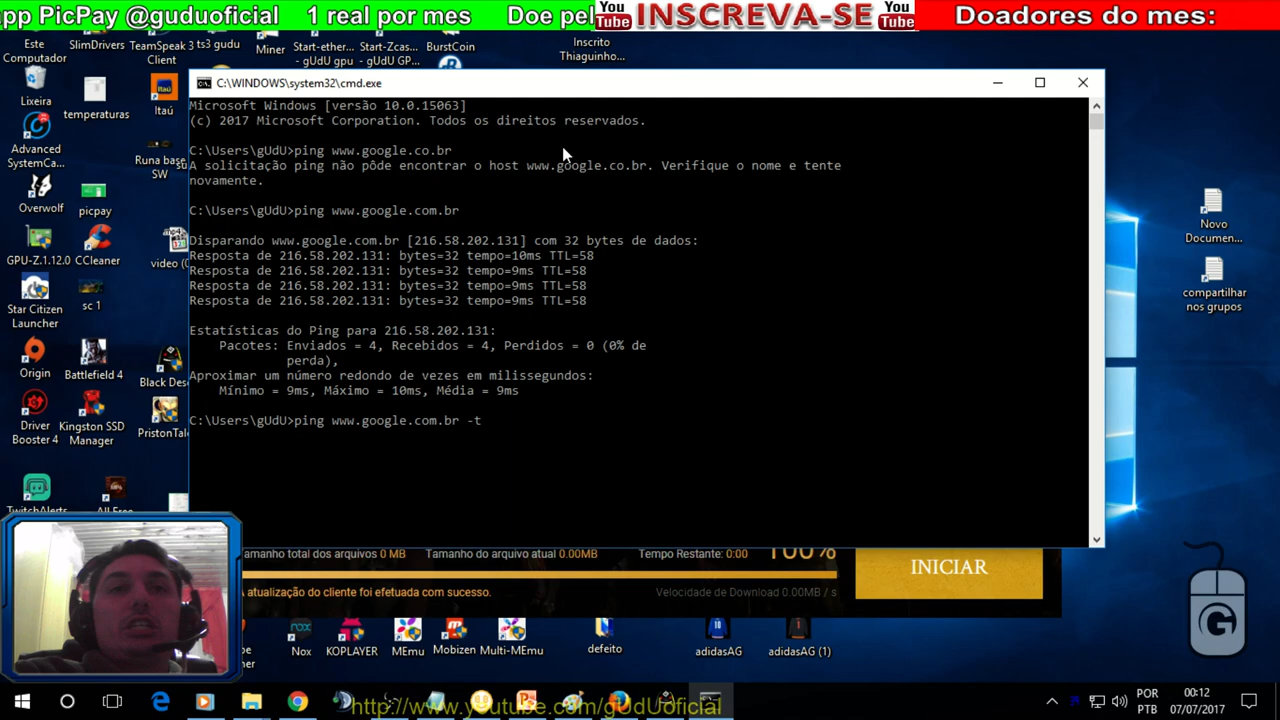 pp PicPay @guduoficial
1 real por mes
Doe pel
You Tube
INSCREVA-SE
You Tube
Doadores do mes:
Este Computador
SlimDrivers
TeamSpeak 3 Client
ts3 gudu
Miner
Start-ether... - gUdU gpu
Start-Zcas... - gUdU GP...
BurstCoin
Inscrito Thiaguinho...
Lixeira
temperaturas
Itaú
Advanced SystemCa...
Runa base SW
Overwolf
picpay
GPU-Z.1.12.0
CCleaner
video (
Star Citizen Launcher
sc 1
Origin
Battlefield 4
Black Des
Driver Booster 4
Kingston SSD Manager
PristonTal
TwitchAlerts
All Free
Novo Documen...
compartilhar nos grupos
C:\WINDOWS\system32\cmd.exe
Microsoft Windows [versão 10.0.15063]
(c) 2017 Microsoft Corporation. Todos os direitos reservados.
C:\Users\gUdU>ping www.google.co.br
A solicitação ping não pôde encontrar o host www.google.co.br. Verifique o nome e tente
novamente.
C:\Users\gUdU>ping www.google.com.br
Disparando www.google.com.br [216.58.202.131] com 32 bytes de dados:
Resposta de 216.58.202.131: bytes=32 tempo=10ms TTL=58
Resposta de 216.58.202.131: bytes=32 tempo=9ms TTL=58
Resposta de 216.58.202.131: bytes=32 tempo=9ms TTL=58
Resposta de 216.58.202.131: bytes=32 tempo=9ms TTL=58
Estatísticas do Ping para 216.58.202.131:
Pacotes: Enviados = 4, Recebidos = 4, Perdidos = 0 (0% de
perda),
Aproximar um número redondo de vezes em milissegundos:
Mínimo = 9ms, Máximo = 10ms, Média = 9ms
C:\Users\gUdU>ping www.google.com.br -t
amanho total dos arquivos 0 MB
Tamanho do arquivo atual 0.00MB
Tempo Restante: 0:00
100%
INICIAR
A atualização do cliente foi efetuada com sucesso.
Velocidade de Download 0.00MB / s
Nox
KOPLAYER
MEmu
Mobizen
Multi-MEmu
defeito
adidasAG
adidasAG (1)
http://www.youtube.com/gUdUoficial
POR
PTB
00:12
07/07/2017